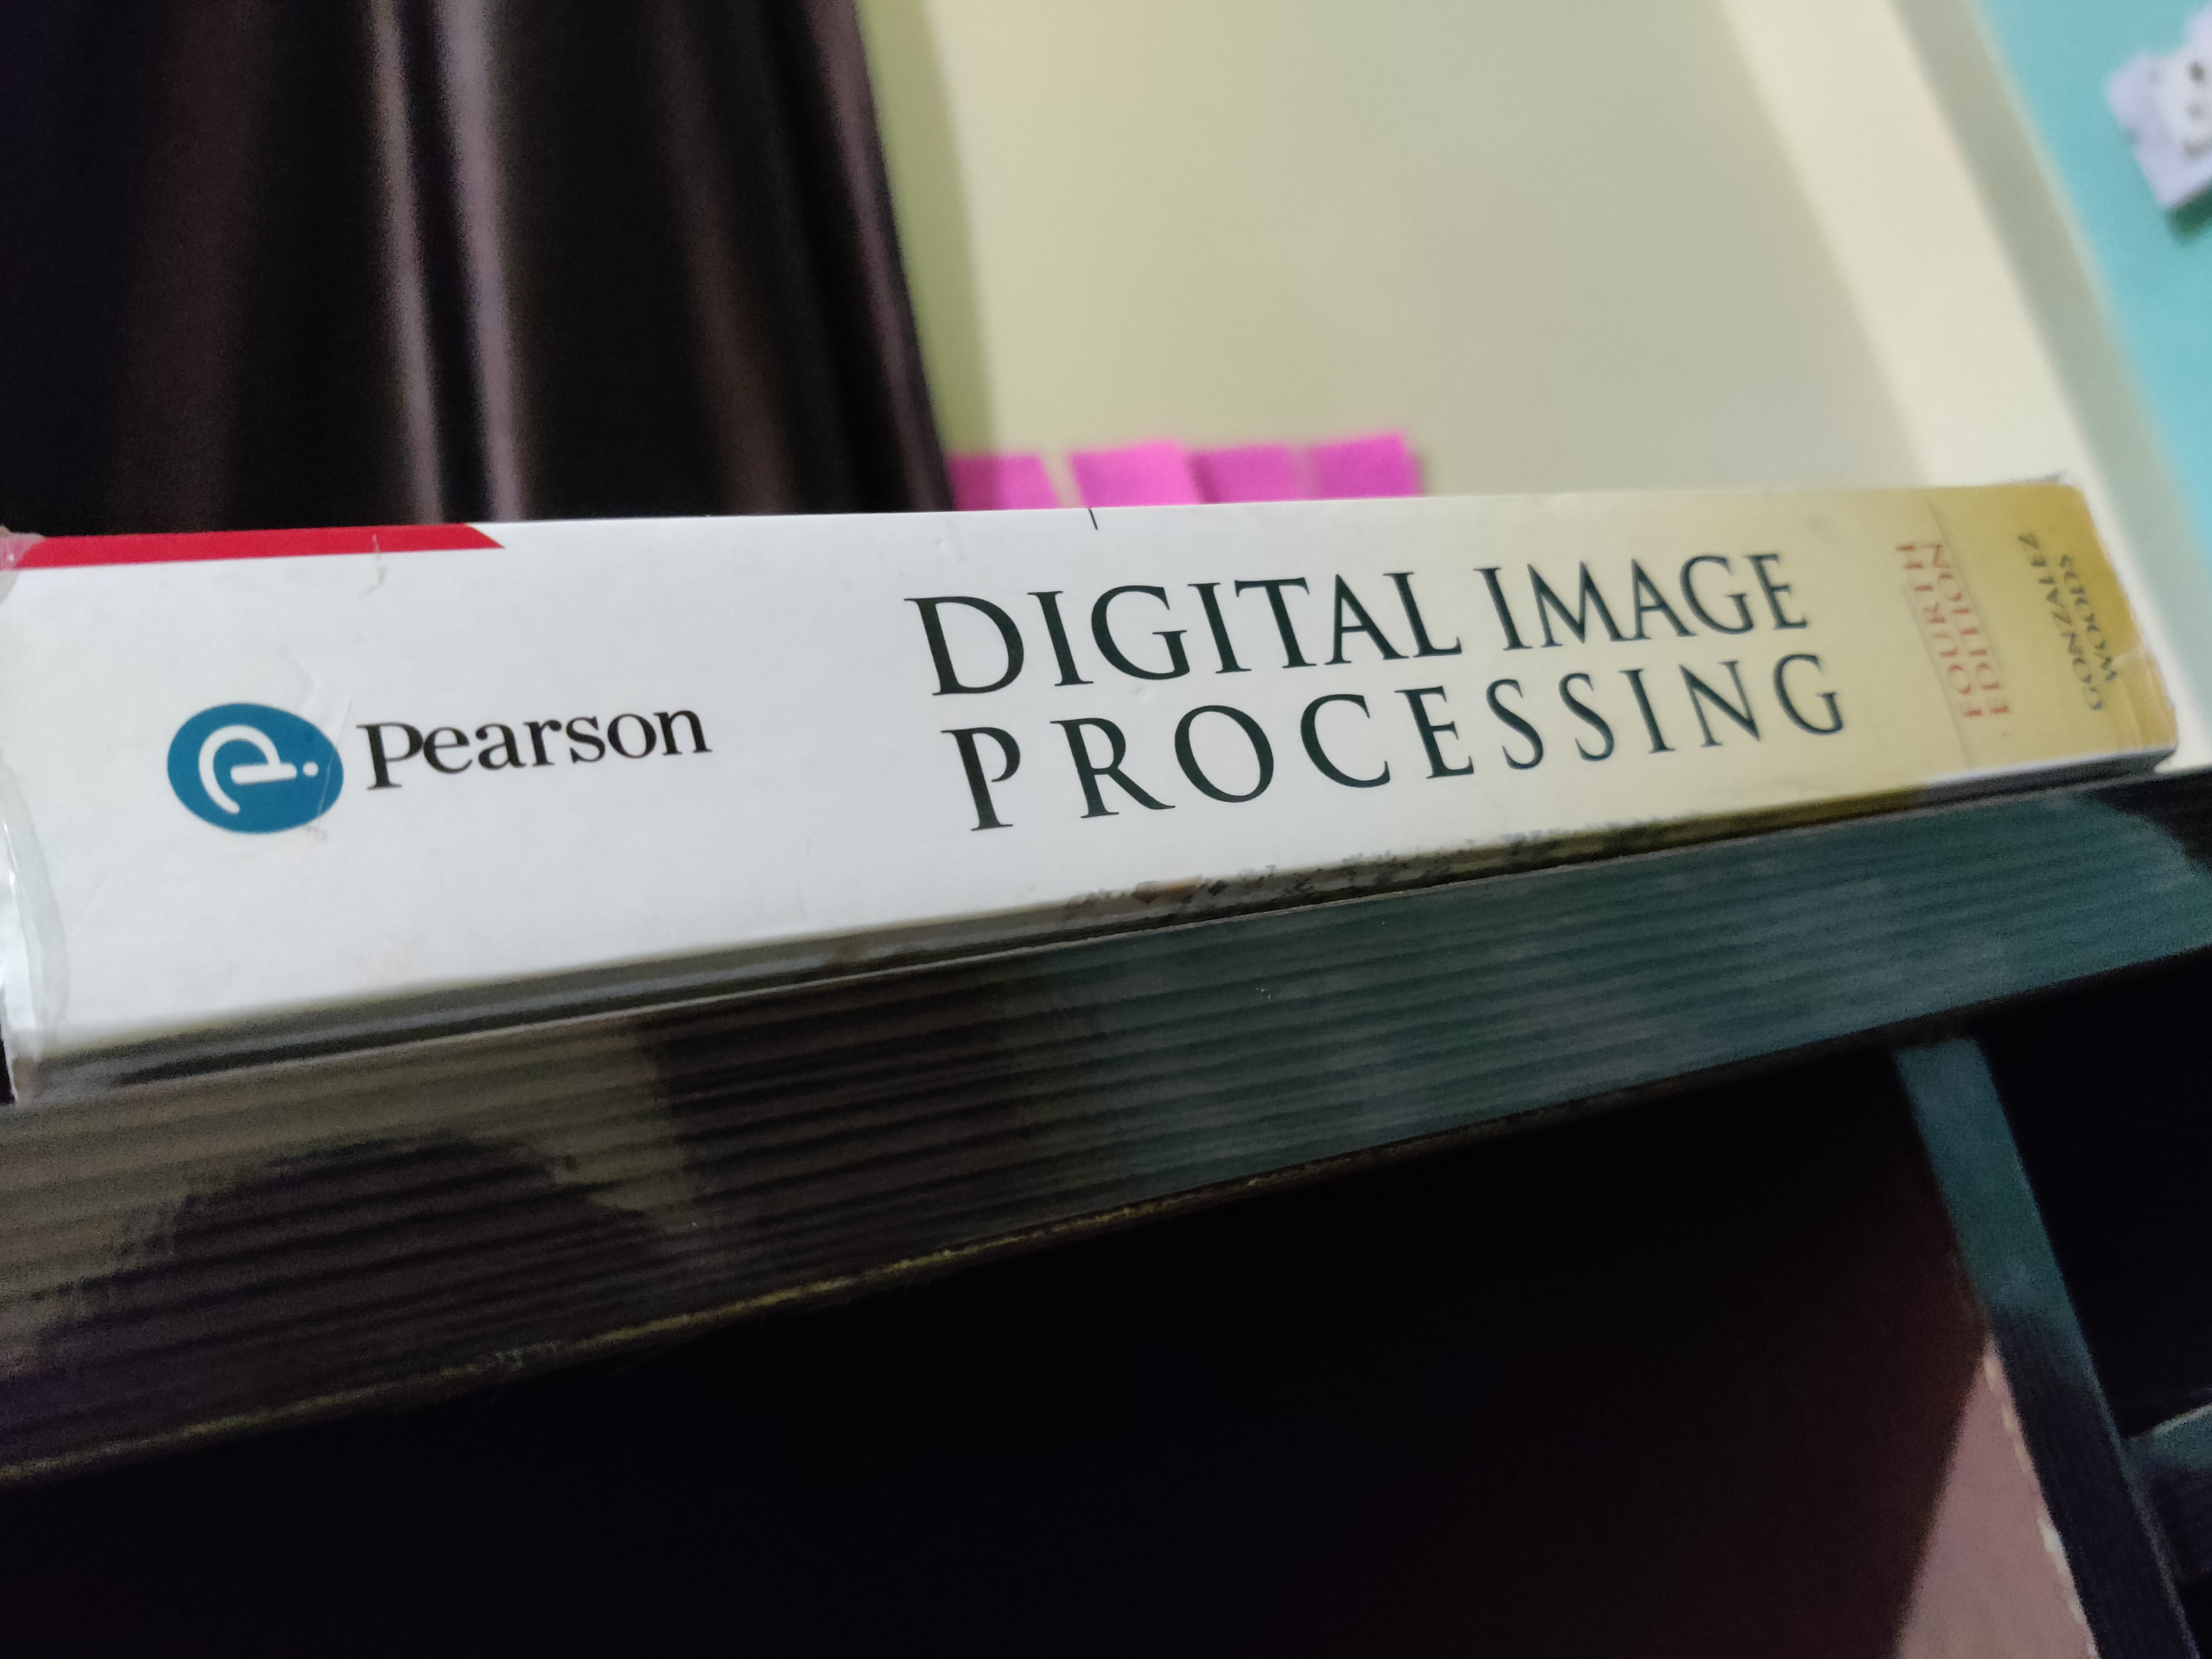 Pearson
DIGITAL IMAGE
PROCESSING
FOURTH
EDITION
GONZALEZ
WOODS